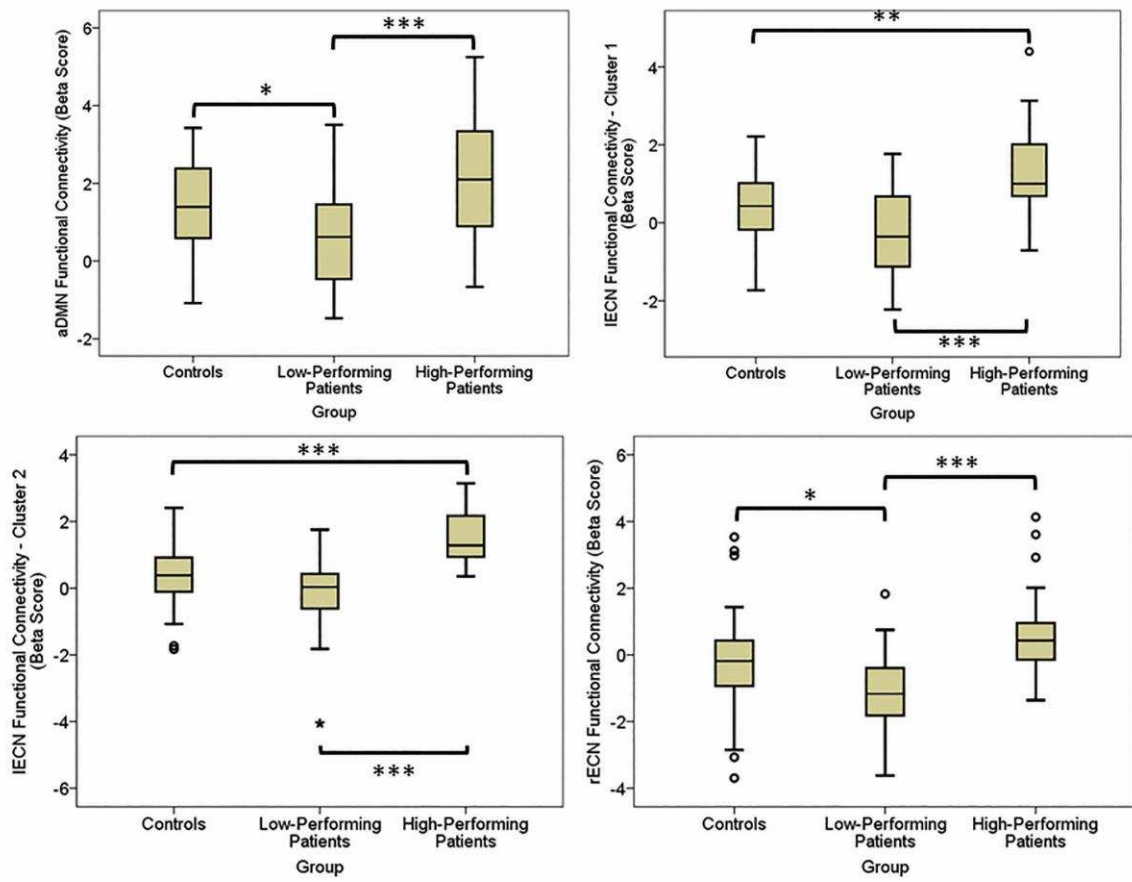 aDMN Functional Connectivity (Beta Score)
6
4
2
0
-2
***
*
Controls
Low-Performing
Patients
High-Performing
Patients
Group
lECN Functional Connectivity - Cluster 1
(Beta Score)
4
2
0
-2
**
***
Controls
Low-Performing
Patients
High-Performing
Patients
Group
lECN Functional Connectivity - Cluster 2
(Beta Score)
4
2
0
-2
-4
-6
***
***
Controls
Low-Performing
Patients
High-Performing
Patients
Group
rECN Functional Connectivity (Beta Score)
6
4
2
0
-2
-4
***
*
Controls
Low-Performing
Patients
High-Performing
Patients
Group